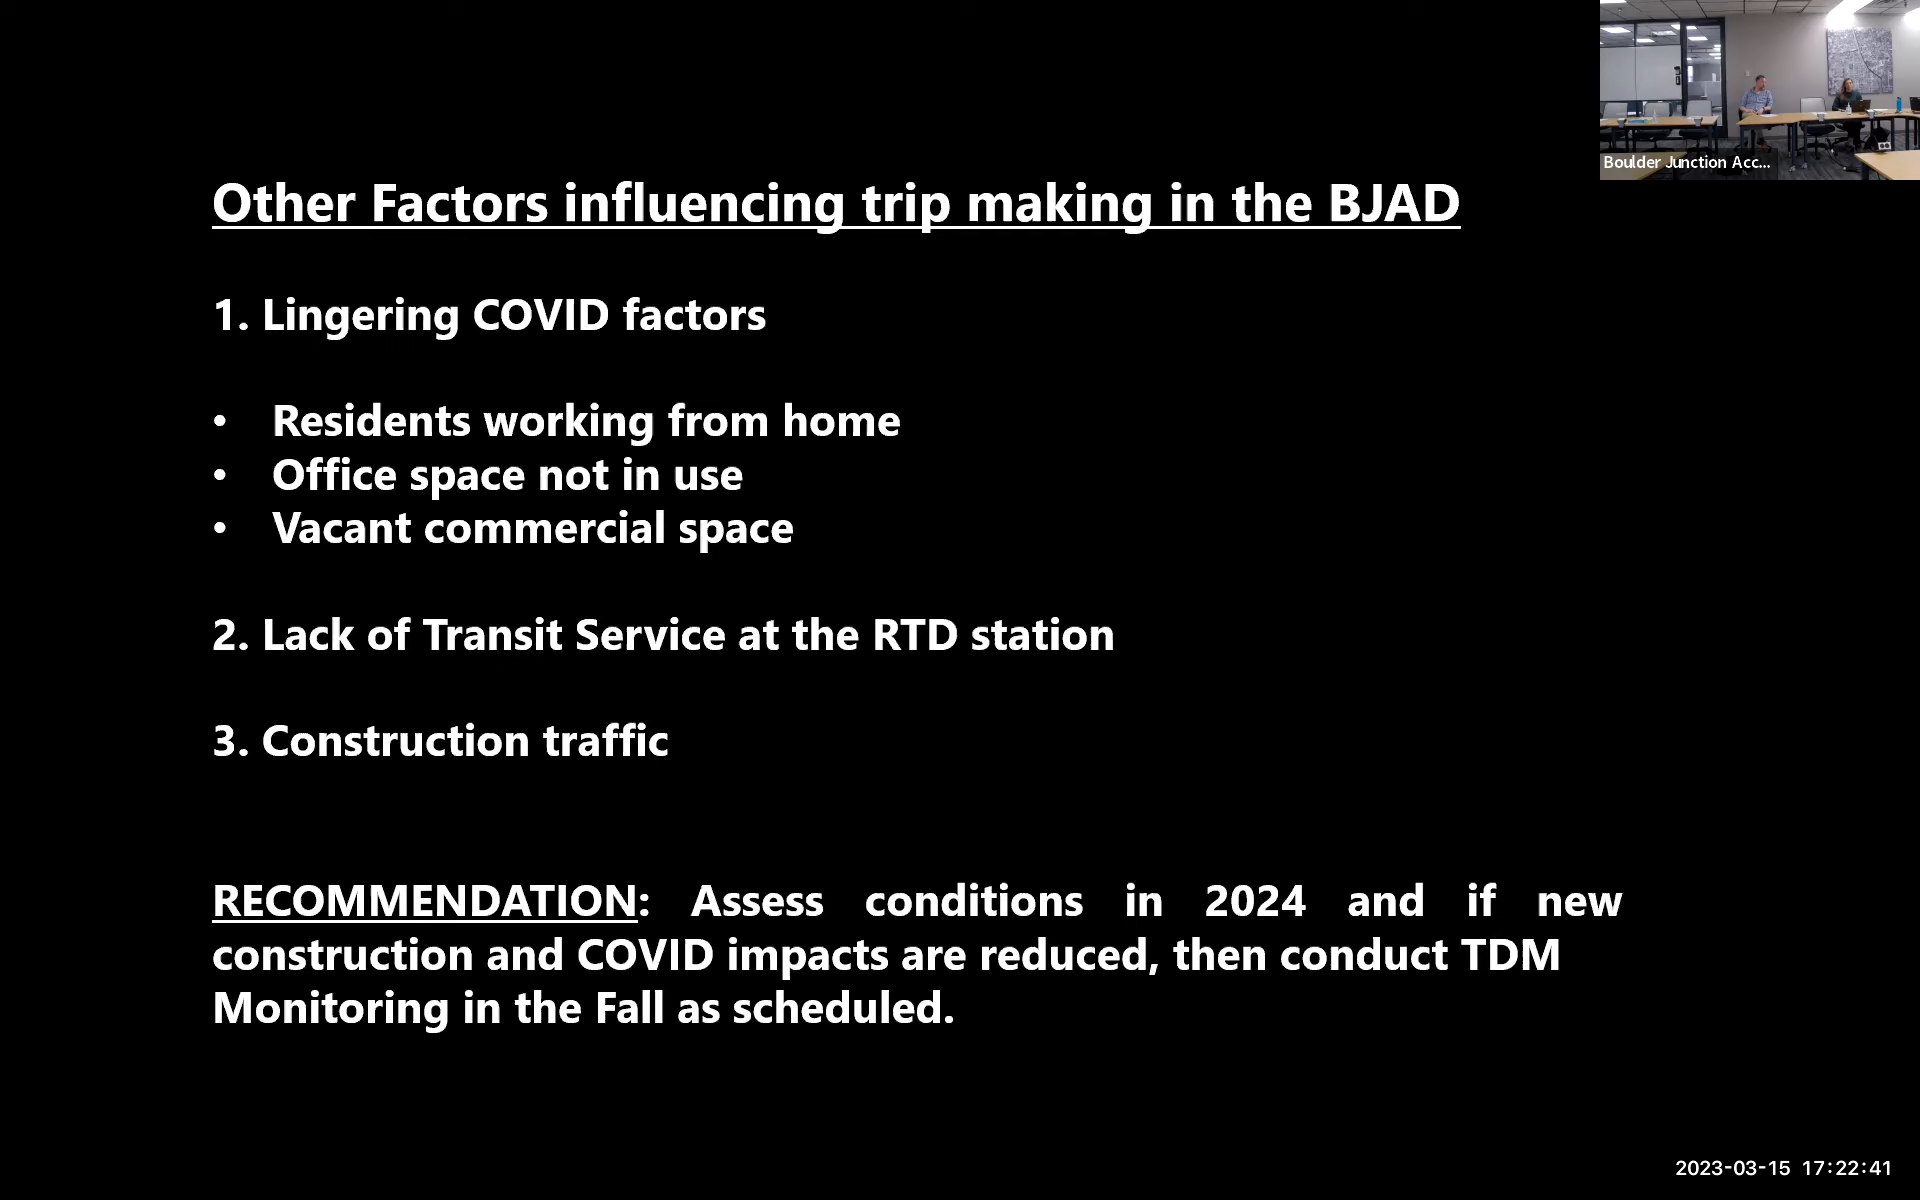 Boulder Junction Acc...
Other Factors influencing trip making in the BJAD
1. Lingering COVID factors
• Residents working from home
• Office space not in use
• Vacant commercial space
2. Lack of Transit Service at the RTD station
3. Construction traffic
RECOMMENDATION: Assess conditions in 2024 and if new
construction and COVID impacts are reduced, then conduct TDM
Monitoring in the Fall as scheduled.
2023-03-15 17:22:41